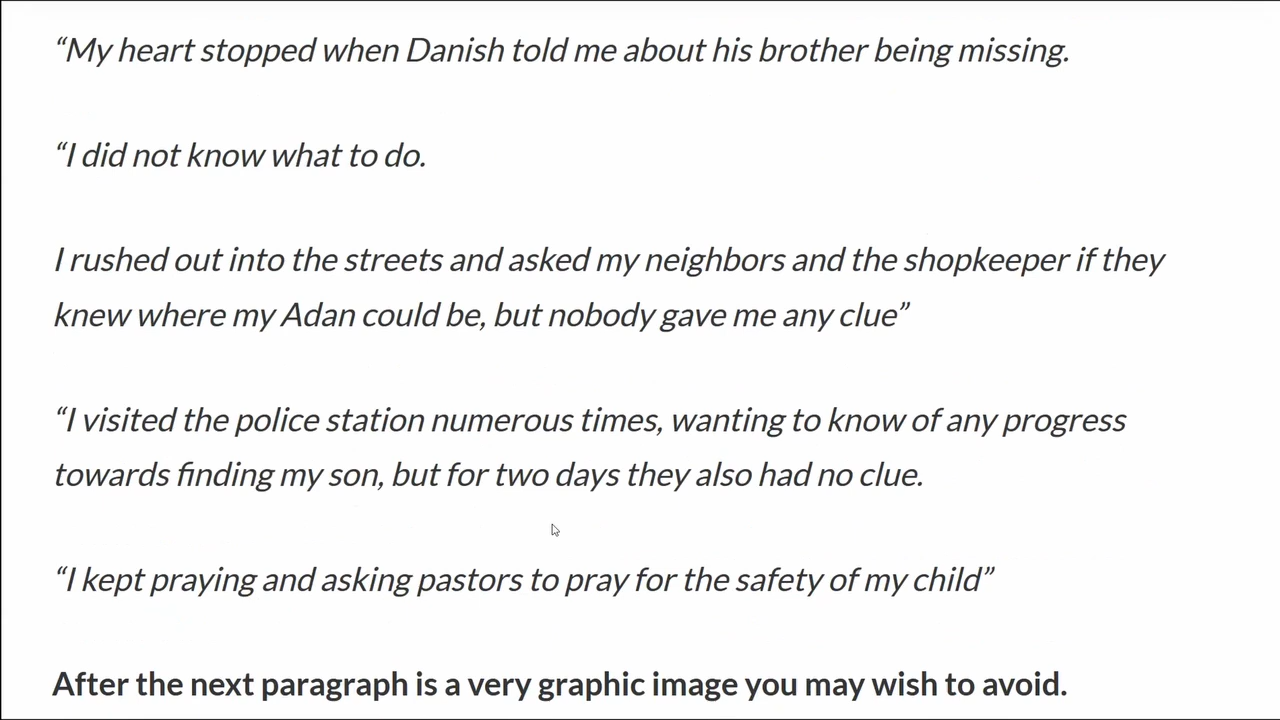 “My heart stopped when Danish told me about his brother being missing.
“I did not know what to do.
I rushed out into the streets and asked my neighbors and the shopkeeper if they
knew where my Adan could be, but nobody gave me any clue”
“I visited the police station numerous times, wanting to know of any progress
towards finding my son, but for two days they also had no clue.
“I kept praying and asking pastors to pray for the safety of my child”
After the next paragraph is a very graphic image you may wish to avoid.